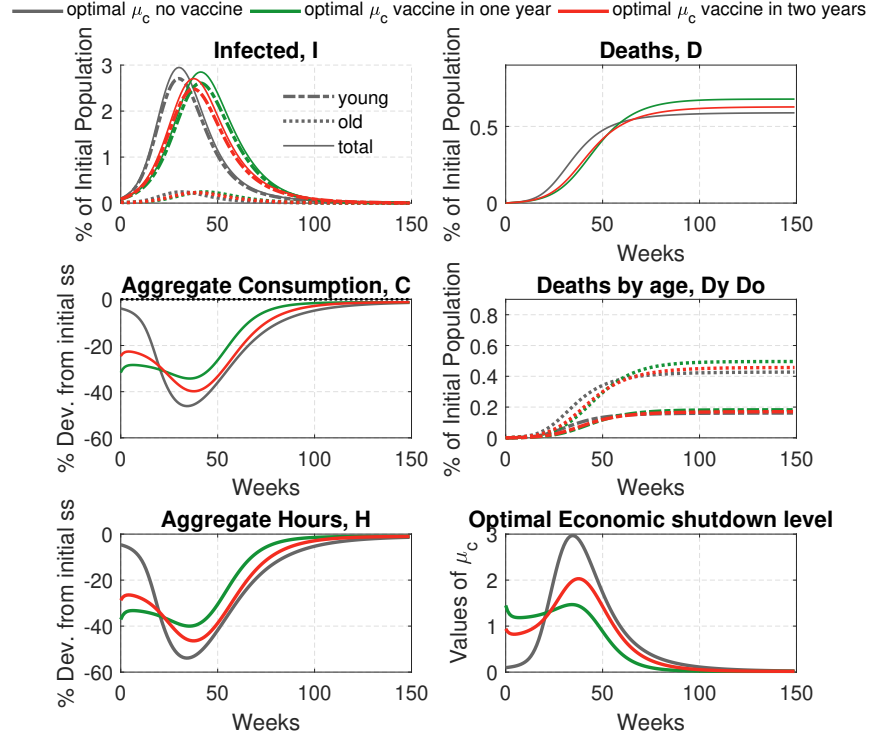 optimal μc no vaccine optimal μc vaccine in one year optimal μc vaccine in two years
Infected, I
% of Initial Population
3
2
1
0
young
old
total
0 50 100 150
Weeks
Deaths, D
% of Initial Population
0.5
0
0 50 100 150
Weeks
Aggregate Consumption, C
% Dev. from initial ss
0
-20
-40
-60
0 50 100 150
Weeks
Deaths by age, Dy Do
% of Initial Population
0.8
0.6
0.4
0.2
0
0 50 100 150
Weeks
Aggregate Hours, H
% Dev. from initial ss
0
-20
-40
-60
0 50 100 150
Weeks
Optimal Economic shutdown level
Values of μc
3
2
1
0
0 50 100 150
Weeks